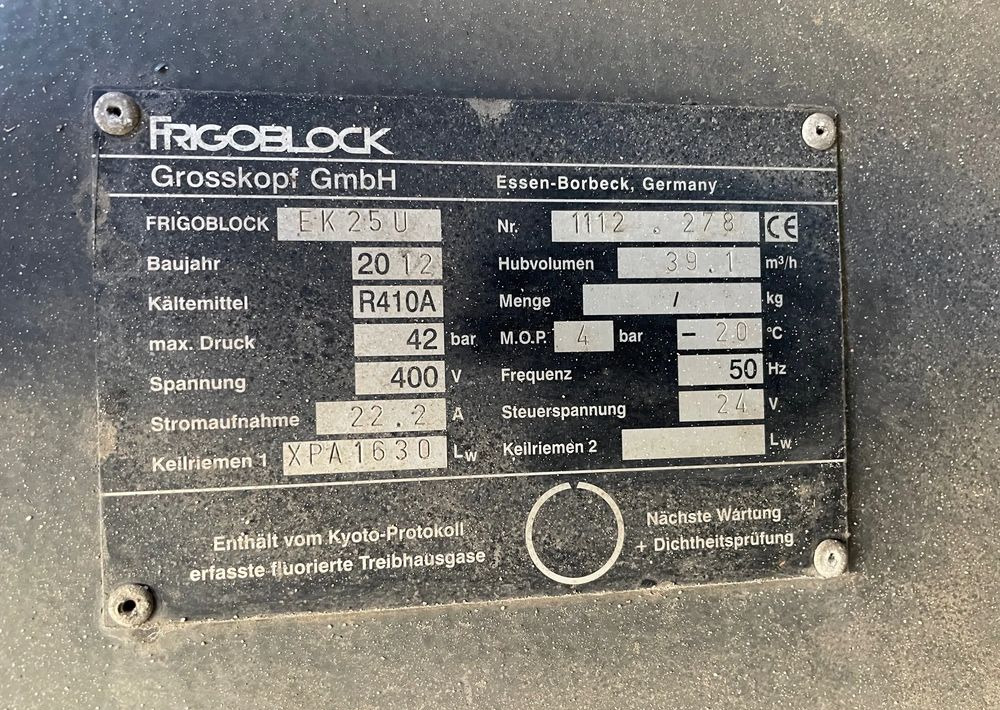 FRIGOBLOCK
Grosskopf GmbH Essen-Borbeck, Germany
FRIGOBLOCK EK25U Nr. 1112.278 CE
Baujahr 2012 Hubvolumen 39.1 m³/h
Kältemittel R410A Menge / kg
max. Druck 42 bar M.O.P. 4 bar -20 °C
Spannung 400 V Frequenz 50 Hz
Stromaufnahme 22.2 A Steuerspannung 24 V
Keilriemen 1 XPA1630 Lw Keilriemen 2 Lw
Enthält vom Kyoto-Protokoll
erfasste fluorierte Treibhausgase
Nächste Wartung
+ Dichtheitsprüfung